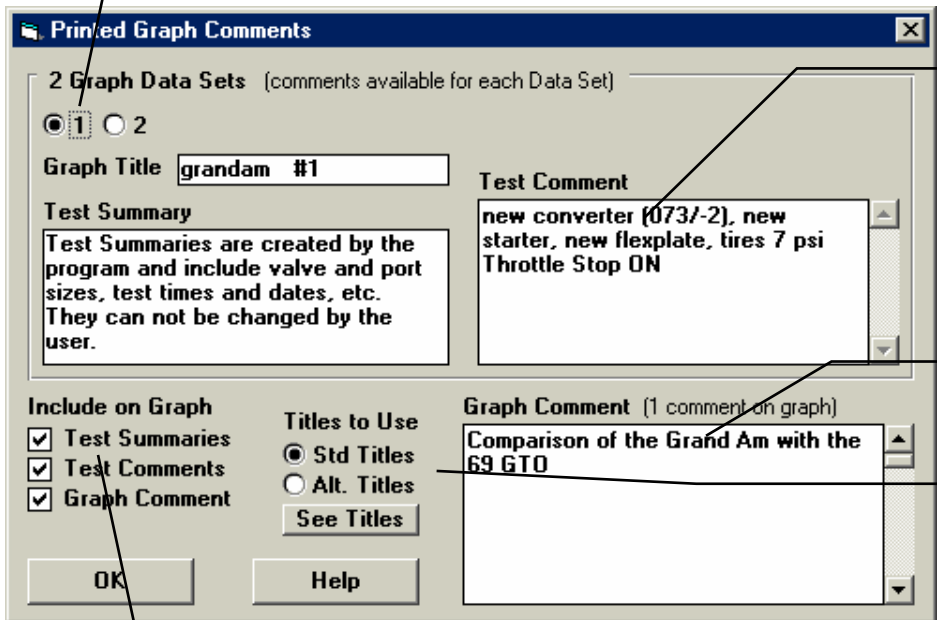 Printed Graph Comments
2 Graph Data Sets (comments available for each Data Set)
1 2
Graph Title grandam #1
Test Summary
Test Summaries are created by the
program and include valve and port
sizes, test times and dates, etc.
They can not be changed by the
user.
Test Comment
new converter (073/-2), new
starter, new flexplate, tires 7 psi
Throttle Stop ON
Include on Graph
Test Summaries
Test Comments
Graph Comment
Titles to Use
Std Titles
Alt. Titles
See Titles
Graph Comment (1 comment on graph)
Comparison of the Grand Am with the
69 GTO
OK
Help